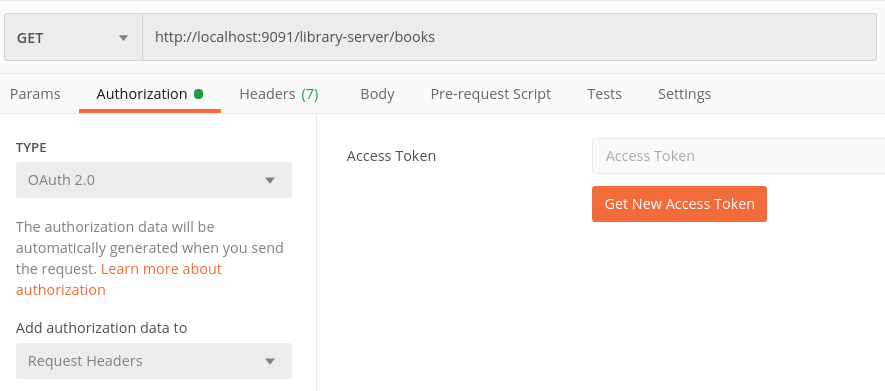 GET http://localhost:9091/library-server/books
Params Authorization Headers (7) Body Pre-request Script Tests Settings
TYPE
OAuth 2.0
The authorization data will be
automatically generated when you send
the request. Learn more about
authorization
Add authorization data to
Request Headers
Access Token Access Token
Get New Access Token